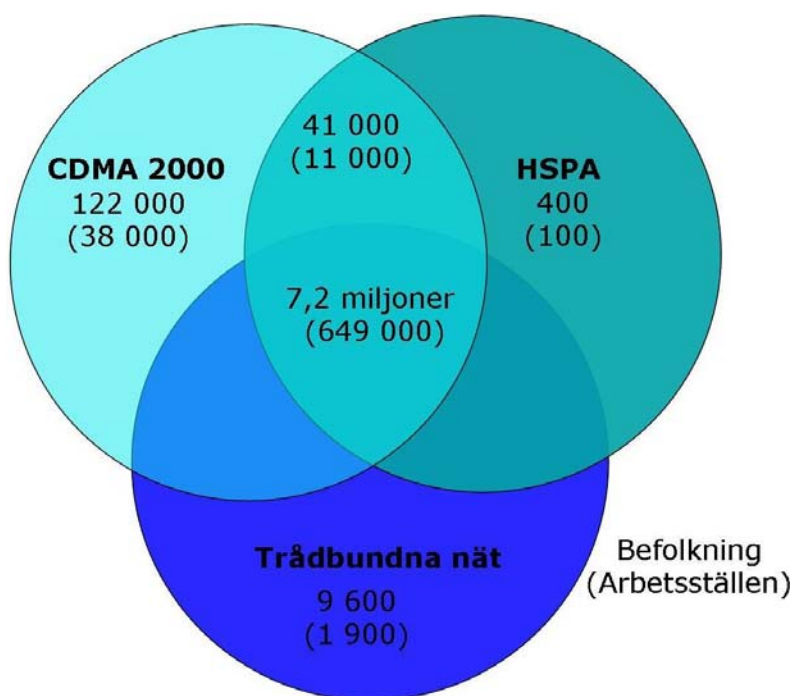 41 000
(11 000)
CDMA 2000
122 000
(38 000)
HSPA
400
(100)
7,2 miljoner
(649 000)
Trådbundna nät
9 600
(1 900)
Befolkning
(Arbetsställen)